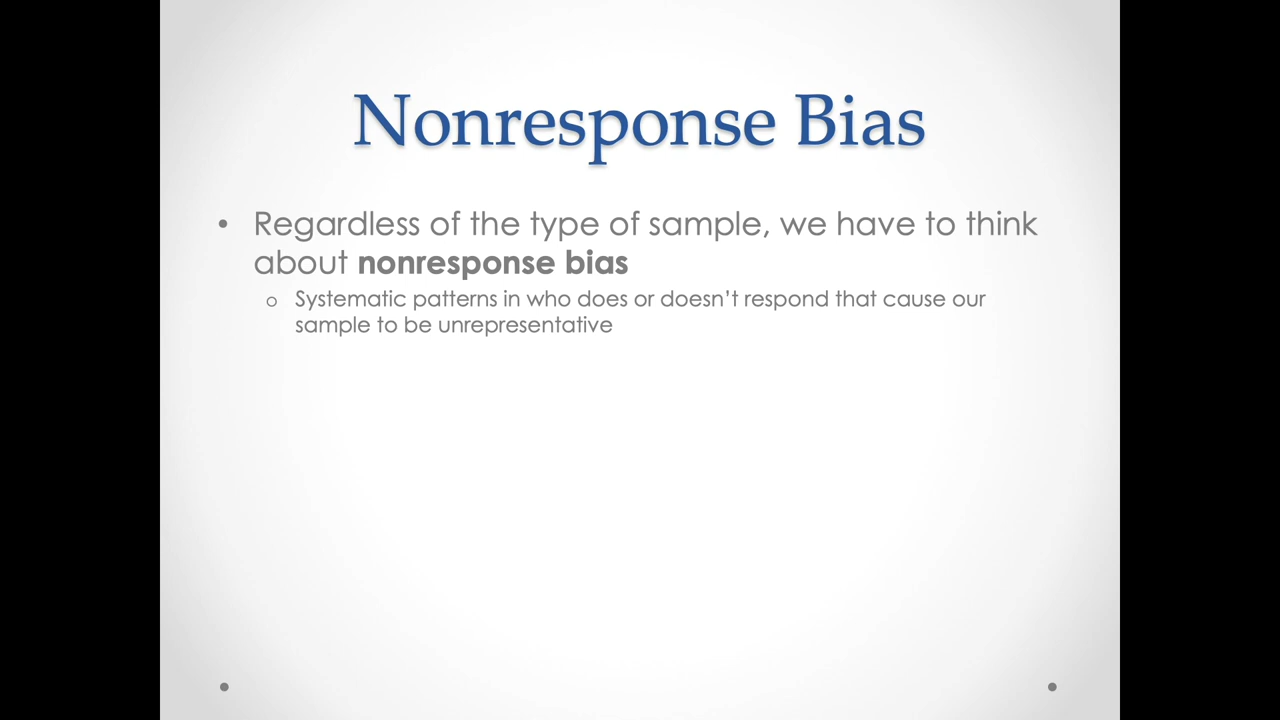 Nonresponse Bias
• Regardless of the type of sample, we have to think
about nonresponse bias
o Systematic patterns in who does or doesn’t respond that cause our
sample to be unrepresentative